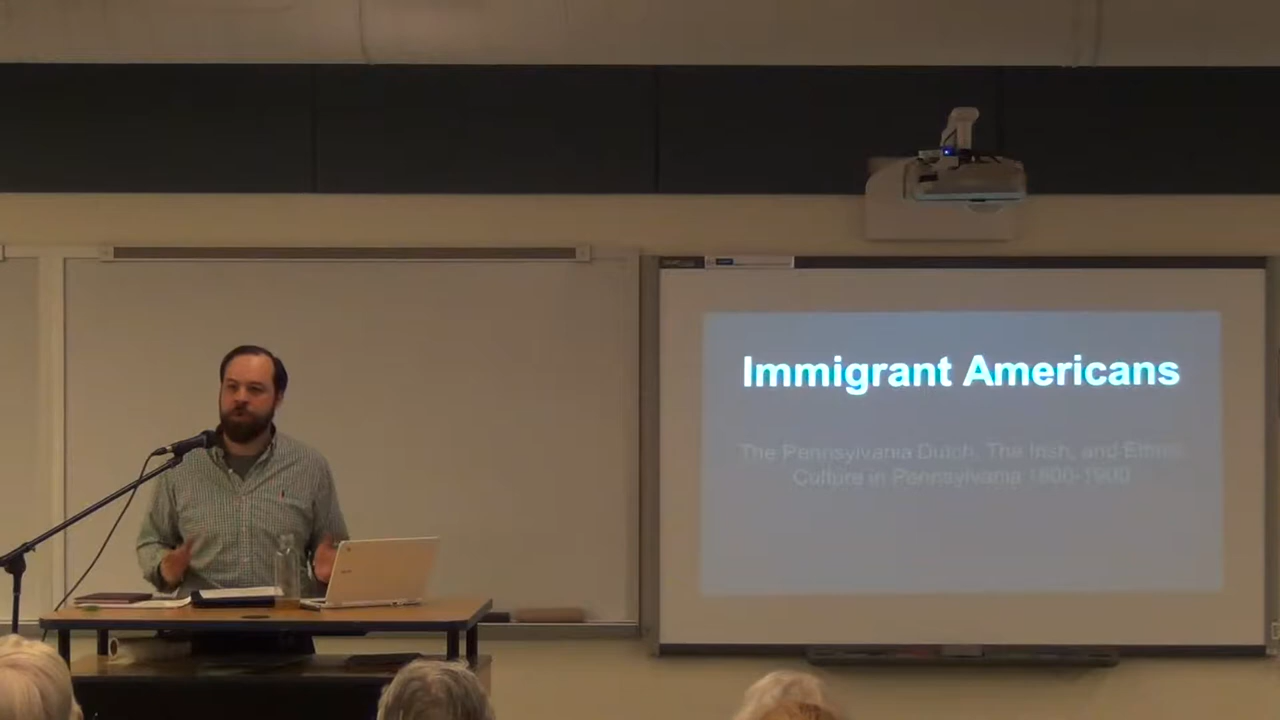 Immigrant Americans
The Pennsylvania Dutch, The Irish, and Ethnic
Culture in Pennsylvania 1800-1900